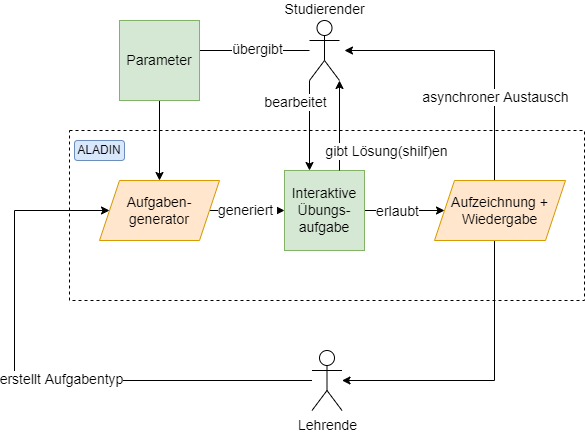 Studierender
Parameter
übergibt
bearbeitet
asynchroner Austausch
gibt Lösung(shilf)en
ALADIN
Aufgaben-
generator
generiert
Interaktive
Übungs-
aufgabe
erlaubt
Aufzeichnung +
Wiedergabe
erstellt Aufgabentyp
Lehrende